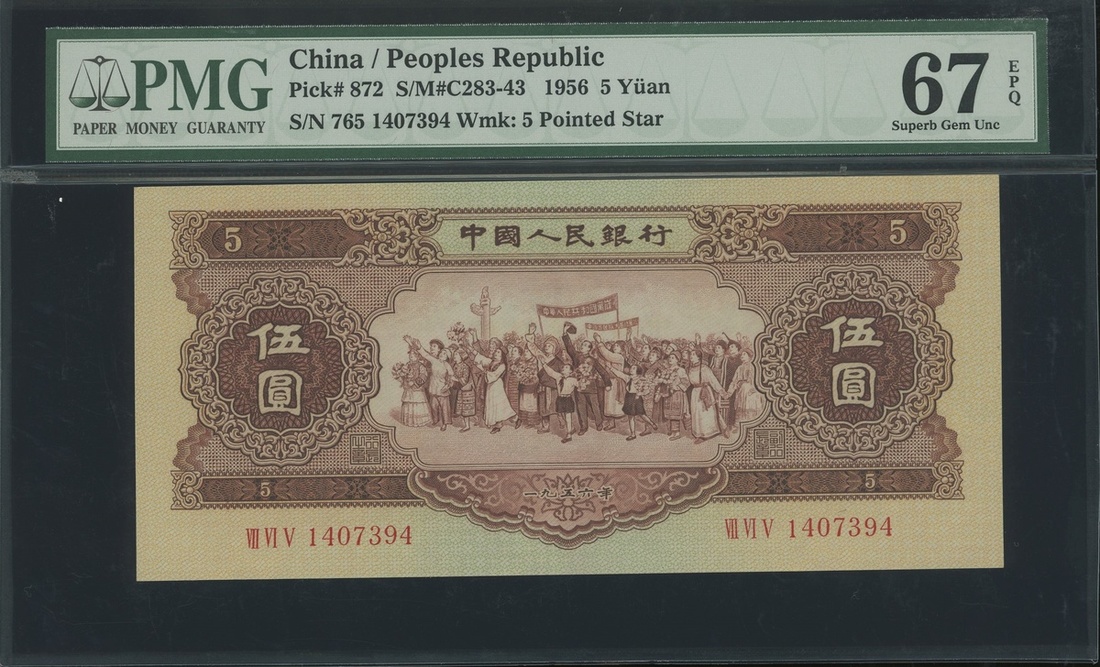 PMG
PAPER MONEY GUARANTY
China / Peoples Republic
Pick# 872 S/M#C283-43 1956 5 Yüan
S/N 765 1407394 Wmk: 5 Pointed Star
67 EPQ
Superb Gem Unc
5 中國人民銀行 5
伍圓
伍圓
5 一九五六年 5
Ⅶ Ⅵ Ⅴ 1407394
Ⅶ Ⅵ Ⅴ 1407394